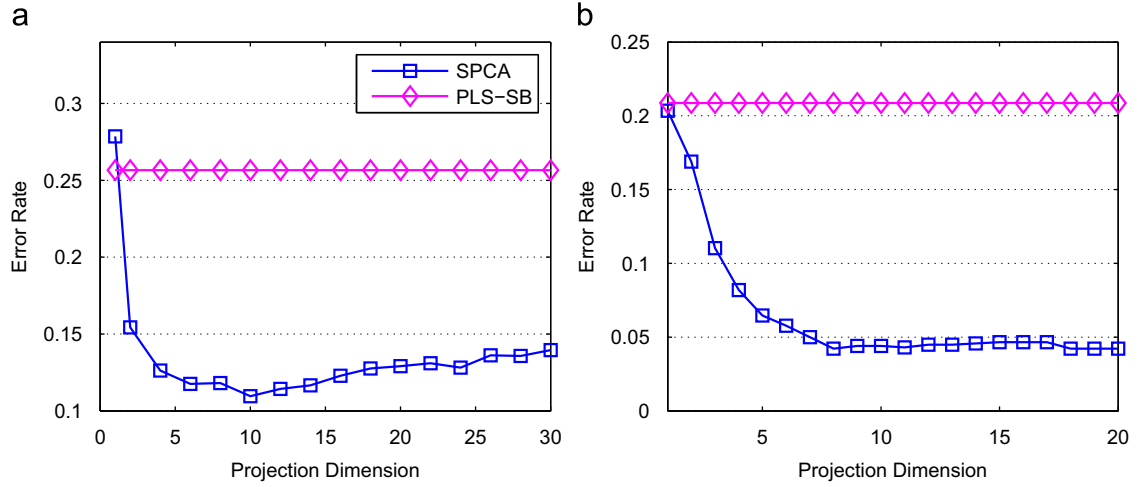 a
0.3
0.25
0.2
0.15
0.1
Error Rate
0 5 10 15 20 25 30
Projection Dimension
SPCA
PLS-SB
b
0.25
0.2
0.15
0.1
0.05
0
Error Rate
5 10 15 20
Projection Dimension